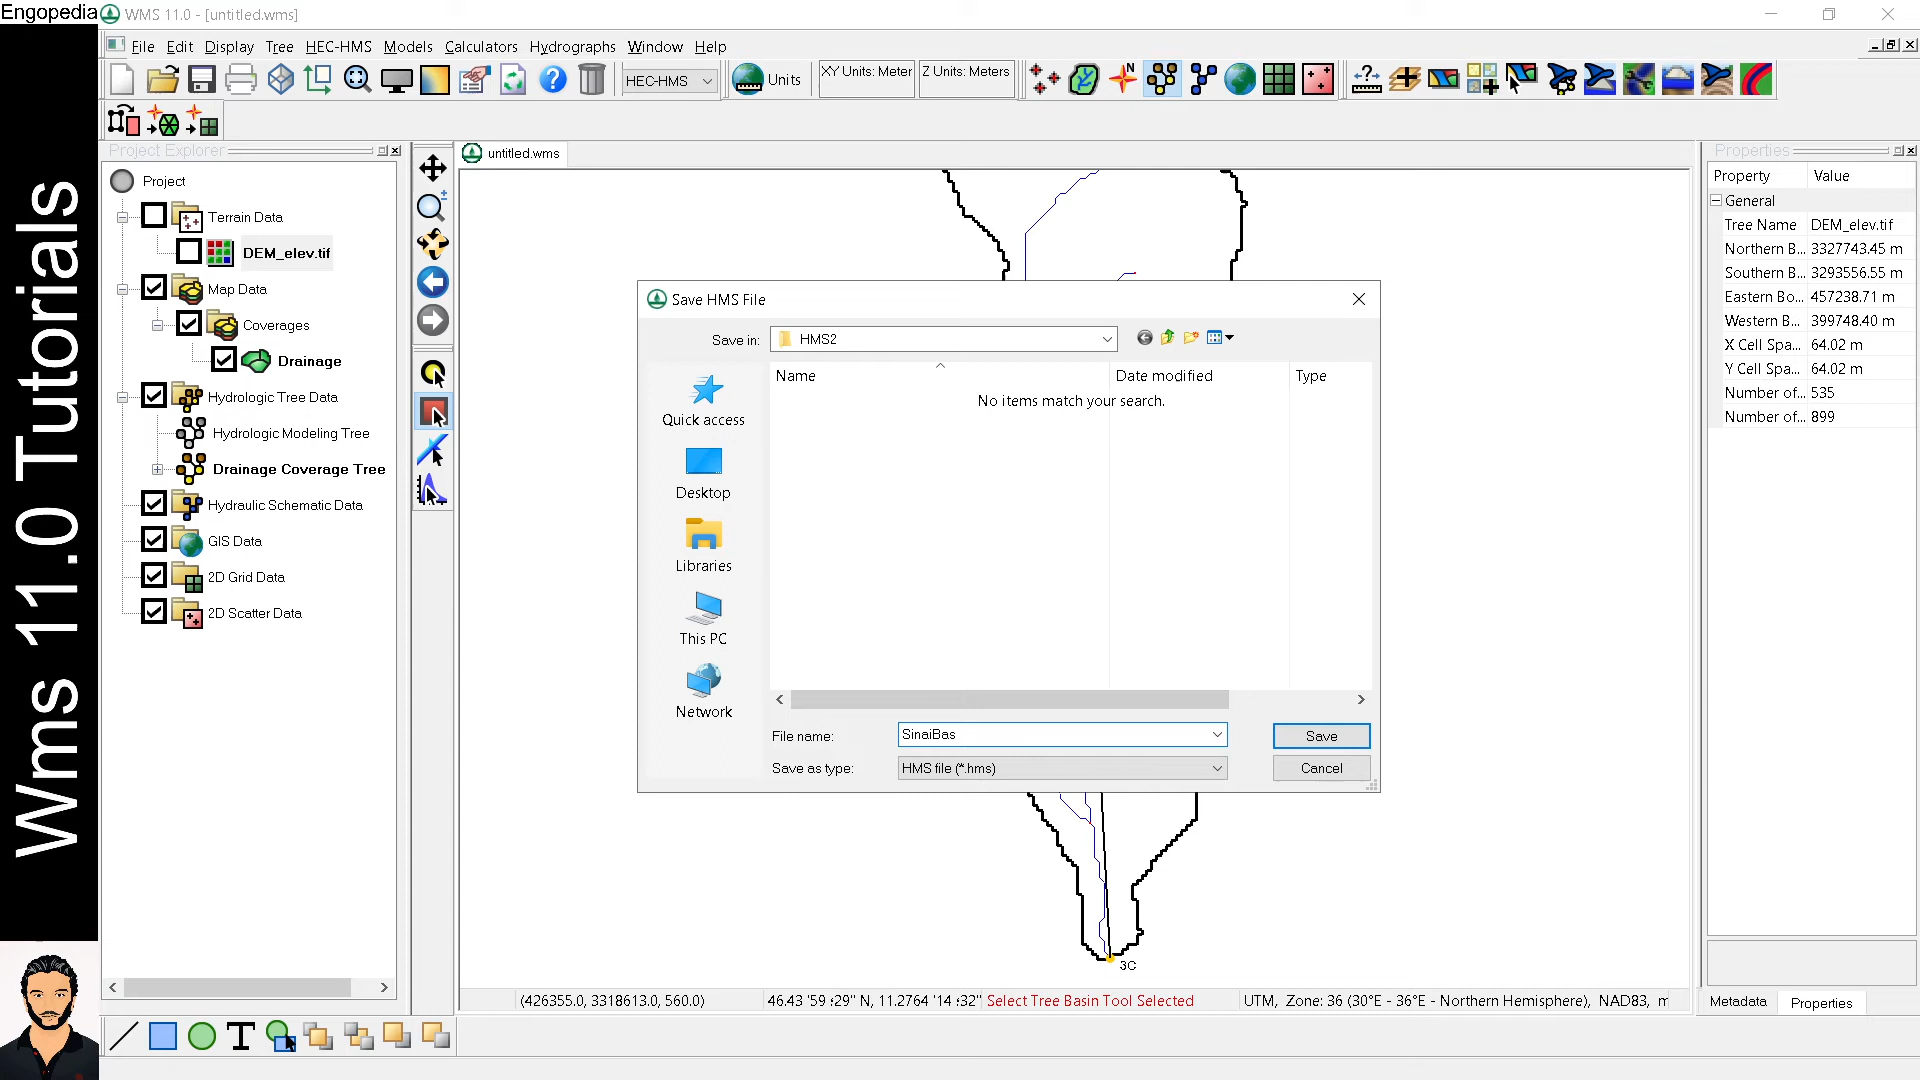 Engopedia
Wms 11.0 Tutorials
WMS 11.0 - [untitled.wms]
File Edit Display Tree HEC-HMS Models Calculators Hydrographs Window Help
HEC-HMS
Units
XY Units: Meter
Z Units: Meters
Project Explorer
Project
Terrain Data
DEM_elev.tif
Map Data
Coverages
Drainage
Hydrologic Tree Data
Hydrologic Modeling Tree
Drainage Coverage Tree
Hydraulic Schematic Data
GIS Data
2D Grid Data
2D Scatter Data
untitled.wms
Save HMS File
Save in: HMS2
Name Date modified Type
No items match your search.
Quick access
Desktop
Libraries
This PC
Network
File name: SinaiBas
Save as type: HMS file (*.hms)
Save
Cancel
3C
(426355.0, 3318613.0, 560.0) 46.43 '59 :29'' N, 11.2764 '14 :32'' Select Tree Basin Tool Selected UTM, Zone: 36 (30°E - 36°E - Northern Hemisphere), NAD83, m
Properties
Property Value
General
Tree Name DEM_elev.tif
Northern B... 3327743.45 m
Southern B... 3293556.55 m
Eastern Bo... 457238.71 m
Western B... 399748.40 m
X Cell Spa... 64.02 m
Y Cell Spa... 64.02 m
Number of... 535
Number of... 899
Metadata Properties